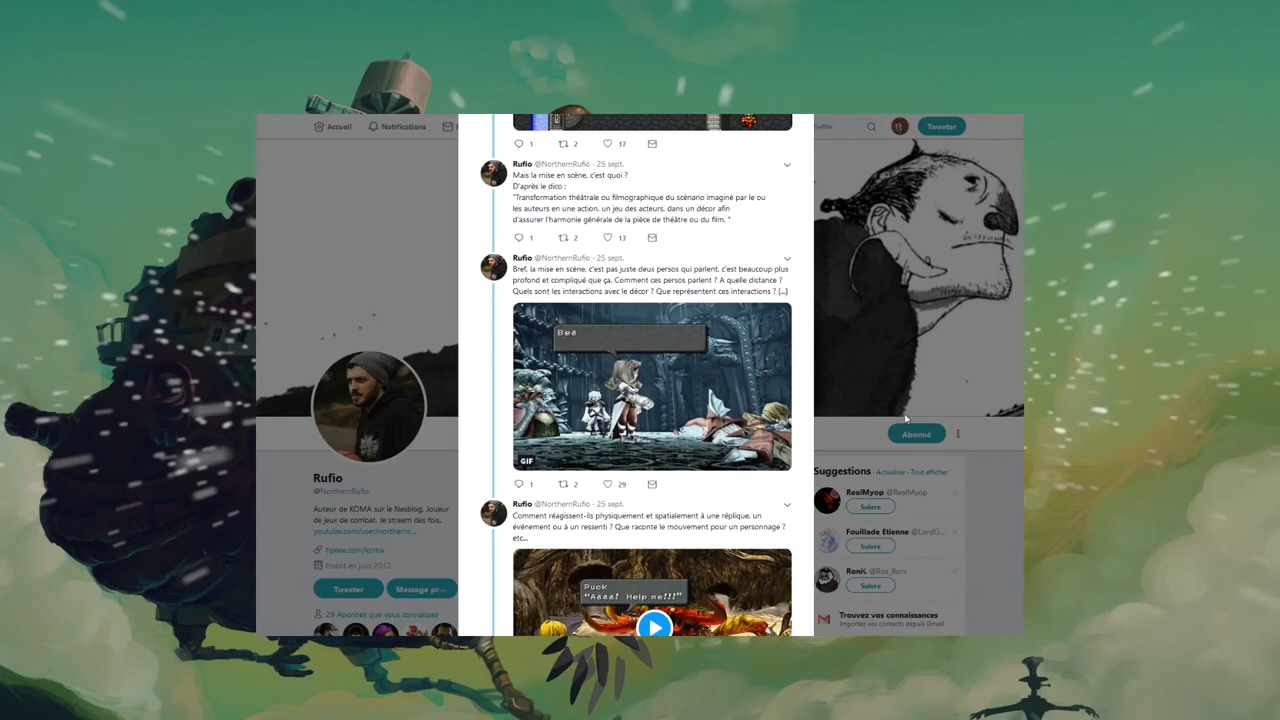 Accueil
Notifications
Twitter
Tweeter
1 2 17
Rufio @NorthernRufio · 25 sept.
Mais la mise en scène, c'est quoi ?
D'après le dico :
"Transformation théâtrale ou filmographique du scénario imaginé par le ou
les auteurs en une action, un jeu des acteurs, dans un décor afin
d'assurer l'harmonie générale de la pièce de théâtre ou du film. "
1 2 13
Rufio @NorthernRufio · 25 sept.
Bref, la mise en scène, c'est pas juste deux persos qui parlent, c'est beaucoup plus
profond et compliqué que ça. Comment ces persos parlent ? A quelle distance ?
Quels sont les interactions avec le décor ? Que représentent ces interactions ? [...]
Bea
GIF
1 2 29
Rufio @NorthernRufio · 25 sept.
Comment réagissent-ils physiquement et spatialement à une réplique, un
événement ou à un ressenti ? Que raconte le mouvement pour un personnage ?
etc...
Puck
"Aaaa! Help me!!!"
Rufio
@NorthernRufio
Auteur de KOMA sur le Nesblog. Joueur
de jeux de combat. Je stream des fois.
youtube.com/user/northernr...
tipeee.com/koma
Inscrit en juin 2012
Tweeter
Message pr—
29 Abonnés que vous connaissez
Abonné
Suggestions · Actualiser · Tout afficher
RealMyop @RealMyop
Suivre
Fouillade Etienne @LordG...
Suivre
RoniK @Ros_Roni
Suivre
Trouvez vos connaissances
Importez vos contacts depuis Gmail